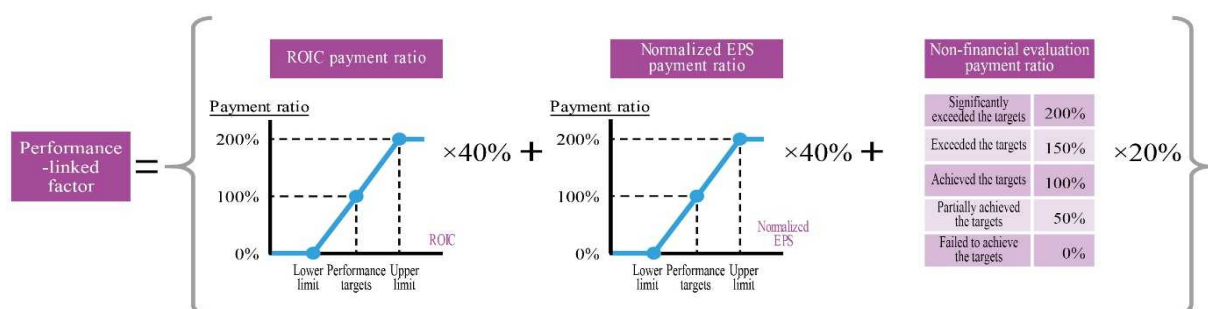 Performance
-linked
factor
=
ROIC payment ratio
Payment ratio
200%
100%
0%
ROIC
Lower
limit
Performance
targets
Upper
limit
×40% +
Normalized EPS
payment ratio
Payment ratio
200%
100%
0%
Normalized
EPS
Lower
limit
Performance
targets
Upper
limit
×40% +
Non-financial evaluation
payment ratio
Significantly
exceeded the targets 200%
Exceeded the targets 150%
Achieved the targets 100%
Partially achieved
the targets 50%
Failed to achieve
the targets 0%
×20%